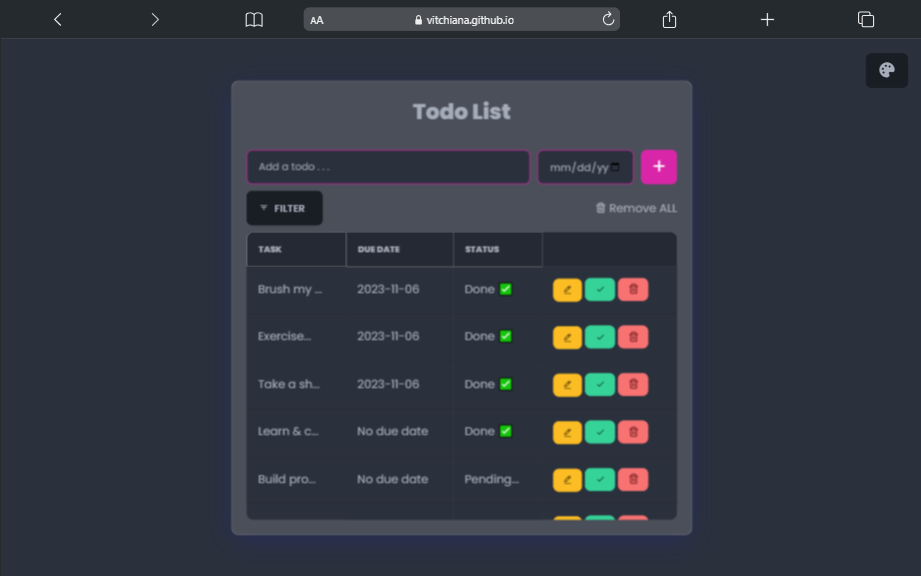 AA vitchiana.github.io
Todo List
Add a todo . . . mm/dd/yy
FILTER Remove ALL
TASK DUE DATE STATUS
Brush my ... 2023-11-06 Done ✅
Exercise... 2023-11-06 Done ✅
Take a sh... 2023-11-06 Done ✅
Learn & c... No due date Done ✅
Build pro... No due date Pending...